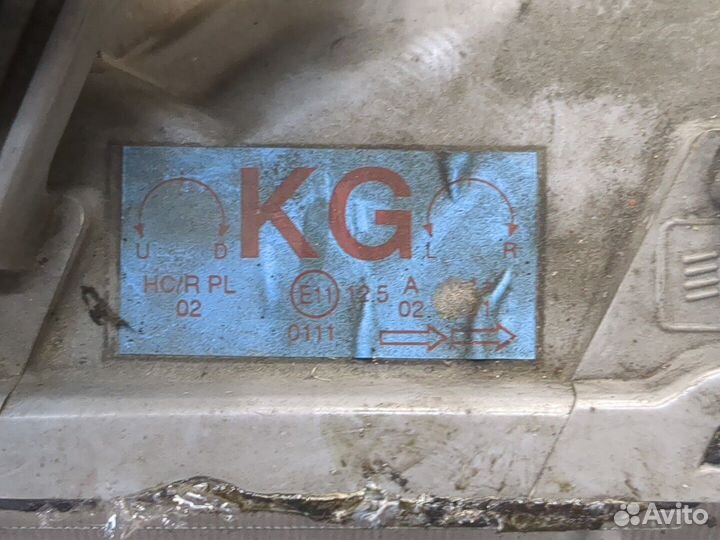 KG
U D L R
HC/R PL E11 12.5 A
02 02
0111
Avito